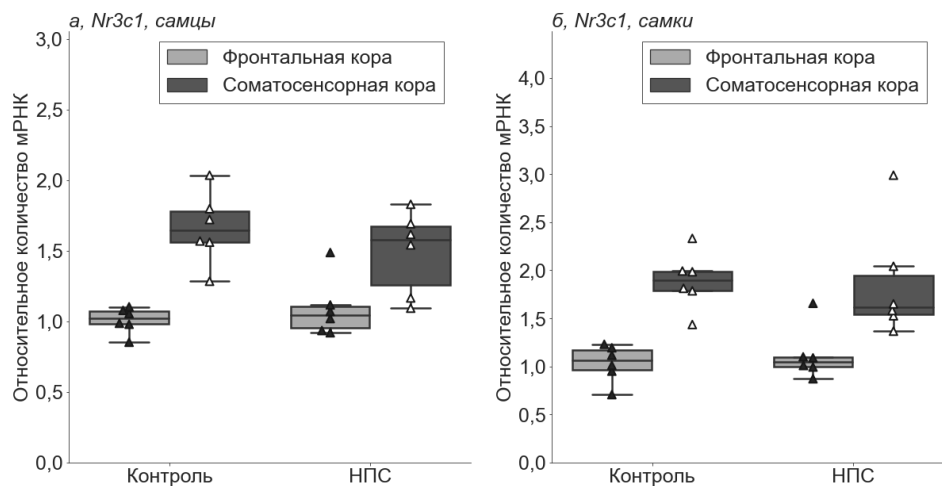 а, Nr3c1, самцы
Относительное количество мРНК
3,0
2,5
2,0
1,5
1,0
0,5
0,0
Фронтальная кора
Соматосенсорная кора
Контроль
НПС
б, Nr3c1, самки
Относительное количество мРНК
4,0
3,5
3,0
2,5
2,0
1,5
1,0
0,5
0,0
Фронтальная кора
Соматосенсорная кора
Контроль
НПС